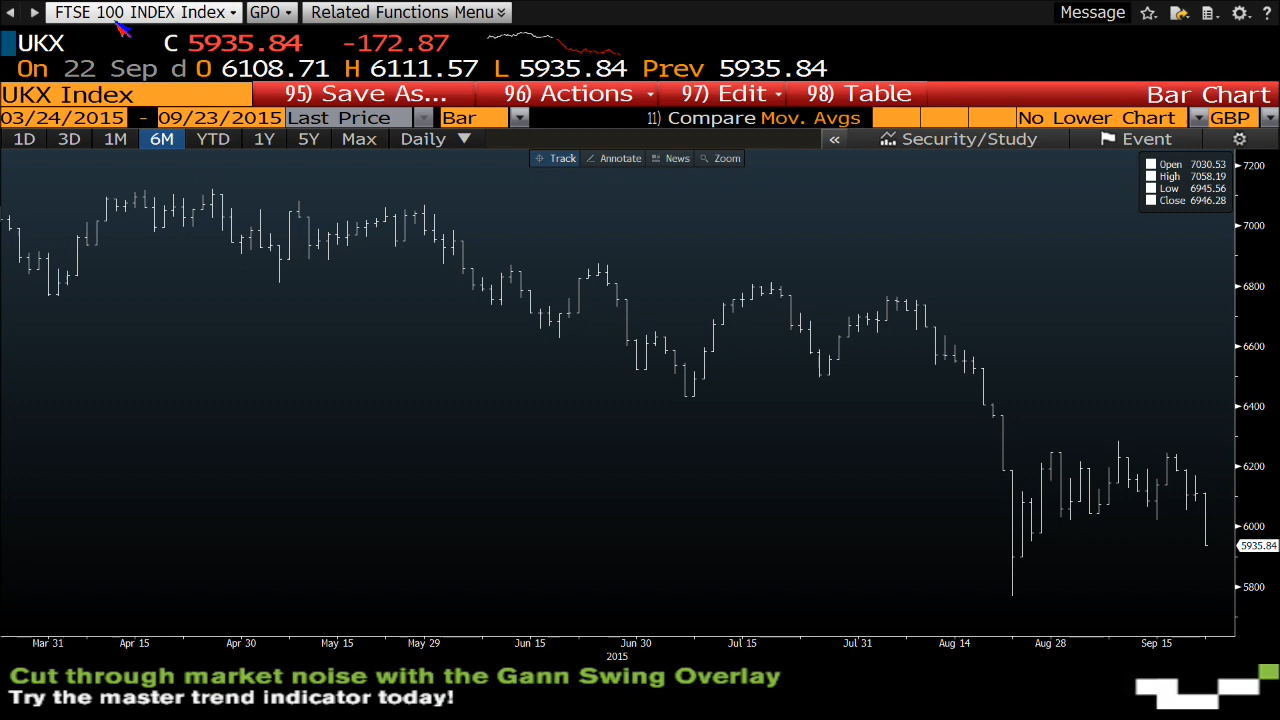 FTSE 100 INDEX Index GPO Related Functions Menu Message ?
UKX C 5935.84 -172.87
On 22 Sep d O 6108.71 H 6111.57 L 5935.84 Prev 5935.84
UKX Index 95) Save As... 96) Actions 97) Edit 98) Table Bar Chart
03/24/2015 - 09/23/2015 Last Price Bar 11) Compare Mov. Avgs No Lower Chart GBP
1D 3D 1M 6M YTD 1Y 5Y Max Daily « Security/Study Event
Track Annotate News Zoom
Open 7030.53
High 7058.19
Low 6945.56
Close 6946.28
7200
7000
6800
6600
6400
6200
6000
5935.84
5800
Mar 31 Apr 15 Apr 30 May 15 May 29 Jun 15 Jun 30 Jul 15 Jul 31 Aug 14 Aug 28 Sep 15
2015
Cut through market noise with the Gann Swing Overlay
Try the master trend indicator today!